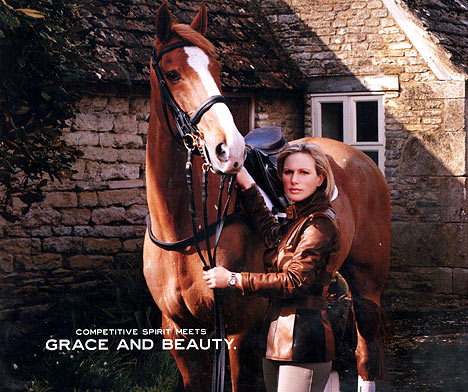 COMPETITIVE SPIRIT MEETS
GRACE AND BEAUTY.